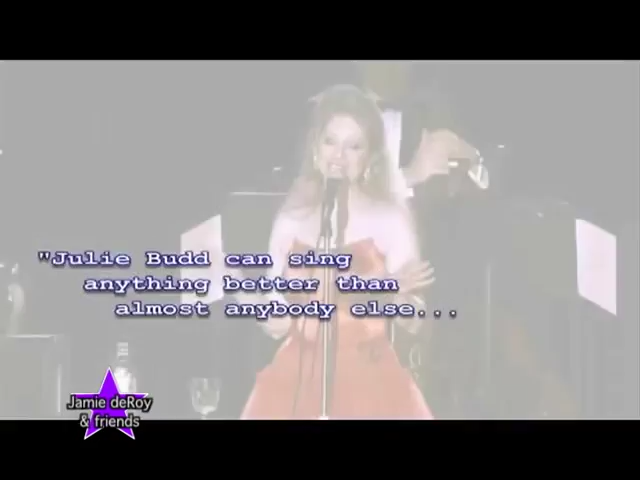 "Julie Budd can sing
anything better than
almost anybody else...
Jamie deRoy
& friends